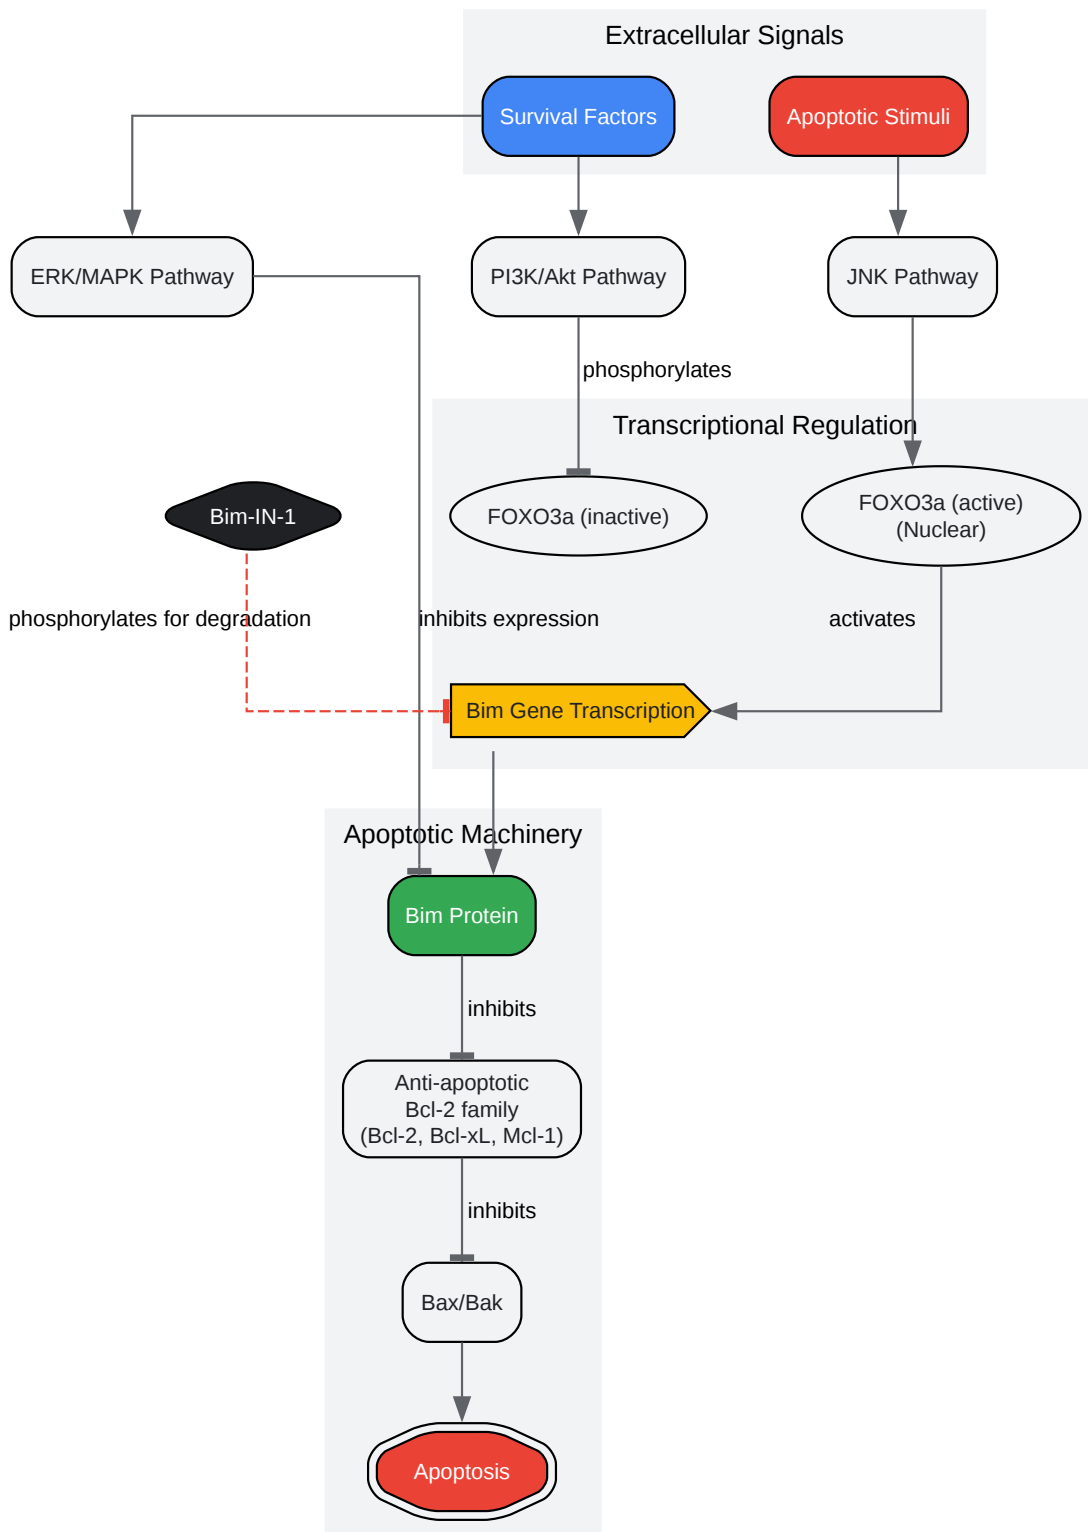 Extracellular Signals
Survival Factors
Apoptotic Stimuli
ERK/MAPK Pathway
PI3K/Akt Pathway
JNK Pathway
phosphorylates
Transcriptional Regulation
Bim-IN-1
FOXO3a (inactive)
FOXO3a (active)
(Nuclear)
phosphorylates for degradation
inhibits expression
activates
Bim Gene Transcription
Apoptotic Machinery
Bim Protein
inhibits
Anti-apoptotic
Bcl-2 family
(Bcl-2, Bcl-xL, Mcl-1)
inhibits
Bax/Bak
Apoptosis